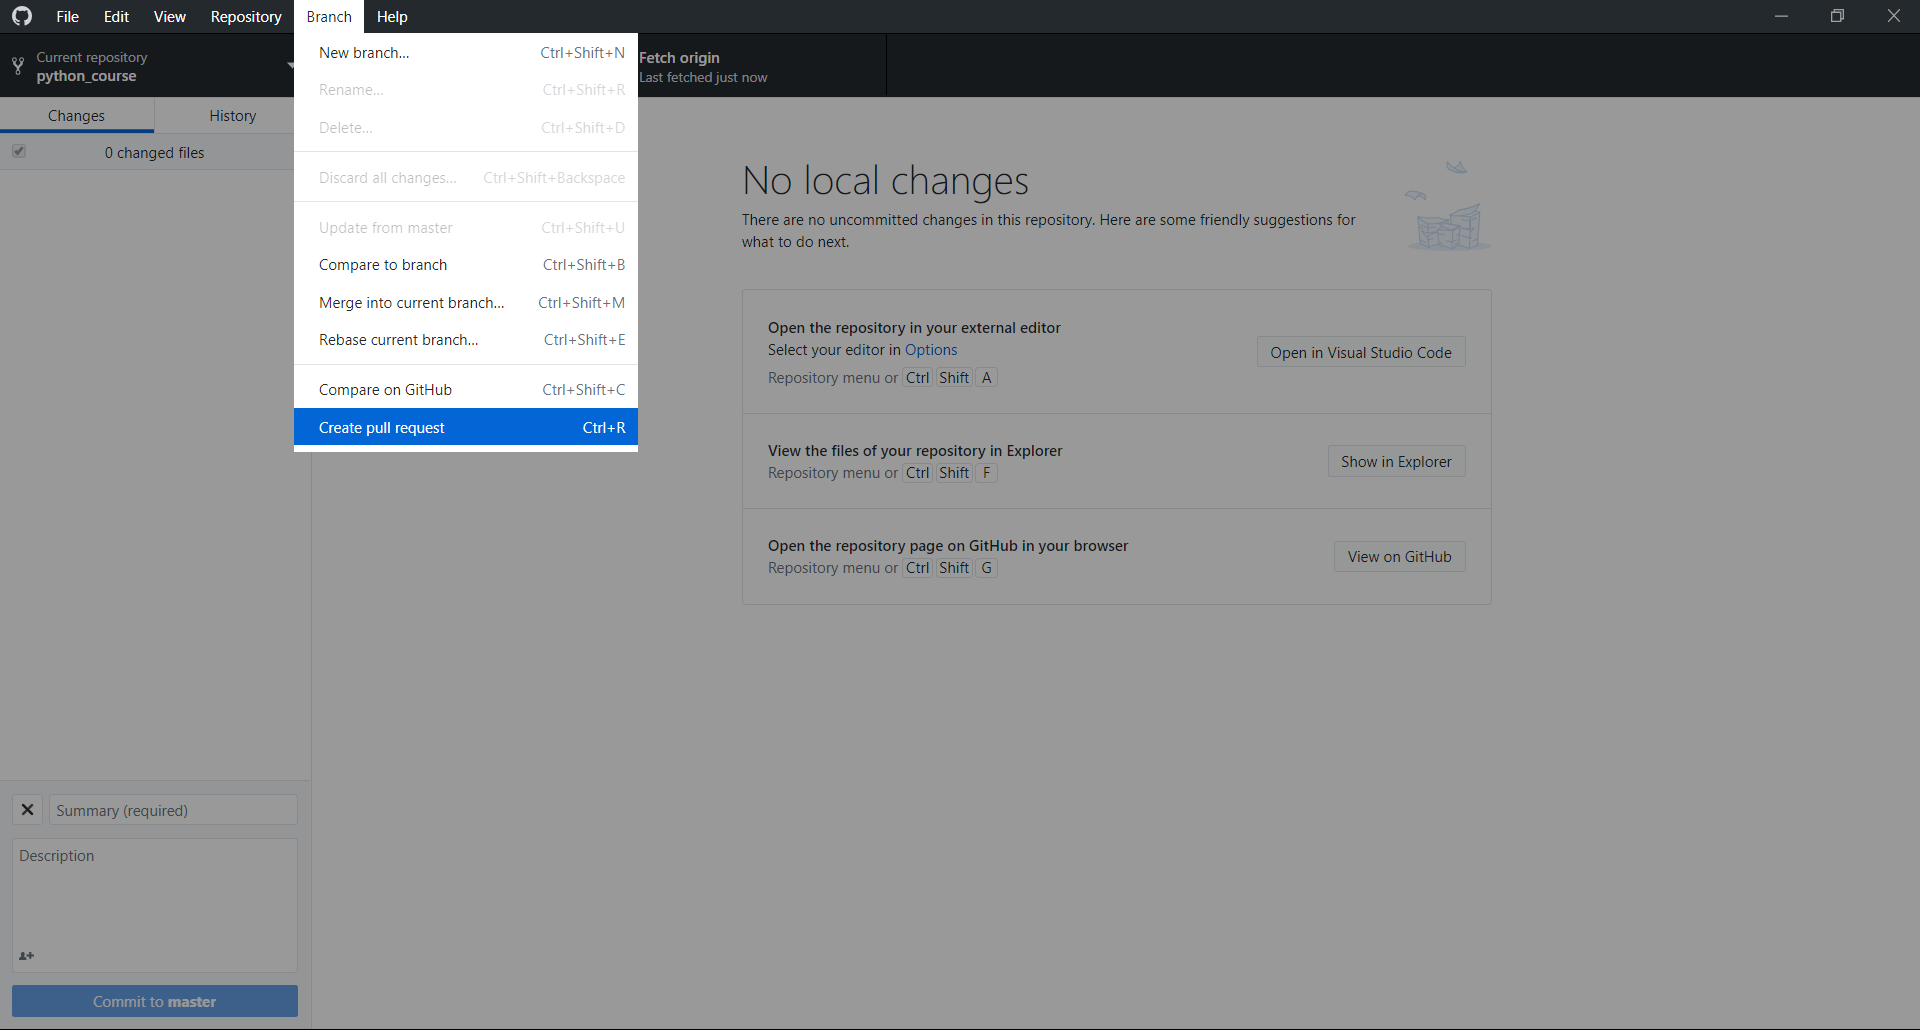 File Edit View Repository Branch Help
Current repository
python_course
Fetch origin
Last fetched just now
Changes History
0 changed files
New branch... Ctrl+Shift+N
Rename... Ctrl+Shift+R
Delete... Ctrl+Shift+D
Discard all changes... Ctrl+Shift+Backspace
Update from master Ctrl+Shift+U
Compare to branch Ctrl+Shift+B
Merge into current branch... Ctrl+Shift+M
Rebase current branch... Ctrl+Shift+E
Compare on GitHub Ctrl+Shift+C
Create pull request Ctrl+R
No local changes
There are no uncommitted changes in this repository. Here are some friendly suggestions for
what to do next.
Open the repository in your external editor
Select your editor in Options
Repository menu or Ctrl Shift A
Open in Visual Studio Code
View the files of your repository in Explorer
Repository menu or Ctrl Shift F
Show in Explorer
Open the repository page on GitHub in your browser
Repository menu or Ctrl Shift G
View on GitHub
Summary (required)
Description
Commit to master